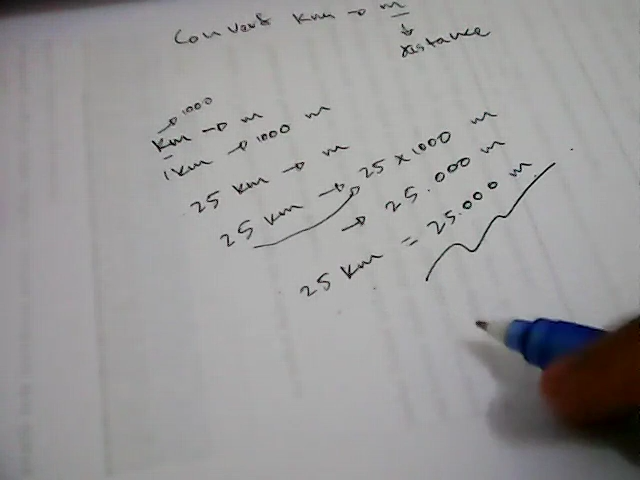 Convert km → m
↓
distance
→ 1000
km → m
1km → 1000 m
25 km → m
25 km → 25 x 1000 m
→ 25.000 m
25 km = 25.000 m